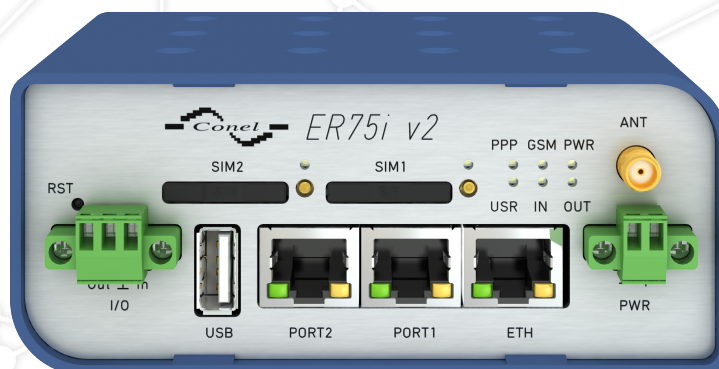 Conel ER75i v2
ANT
PPP GSM PWR
SIM2 SIM1
RST
USR IN OUT
Out In
I/O
PWR
USB PORT2 PORT1 ETH